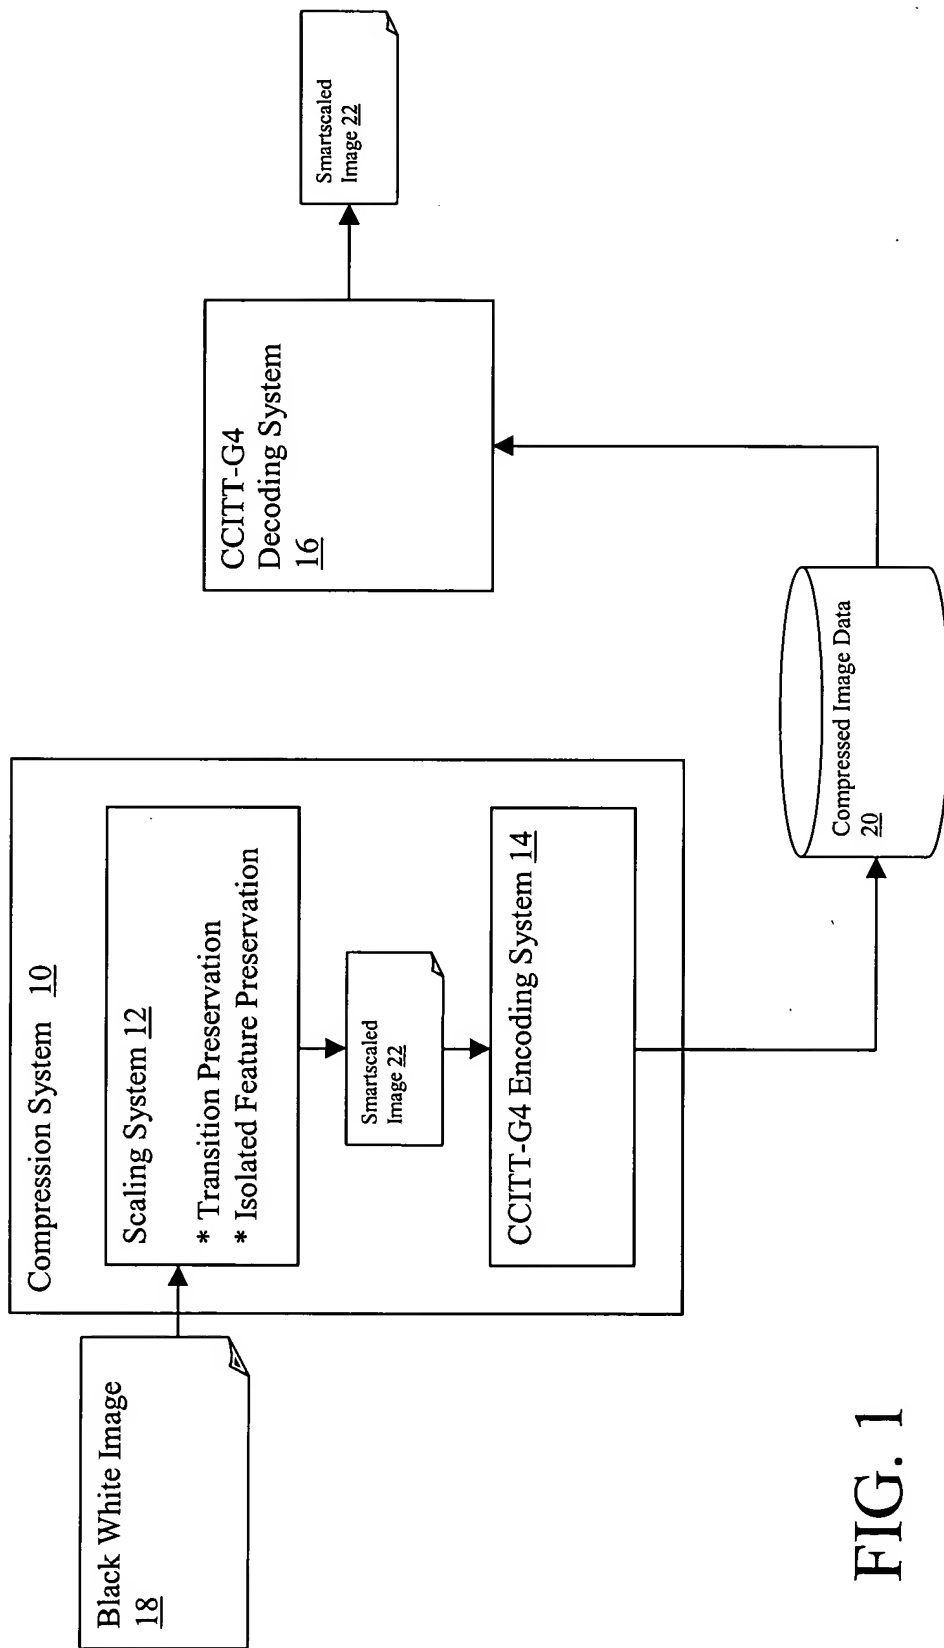 Black White Image
18
Compression System 10
Scaling System 12
* Transition Preservation
* Isolated Feature Preservation
Smartscaled
Image 22
CCITT-G4 Encoding System 14
Compressed Image Data
20
CCITT-G4
Decoding System
16
Smartscaled
Image 22
FIG. 1